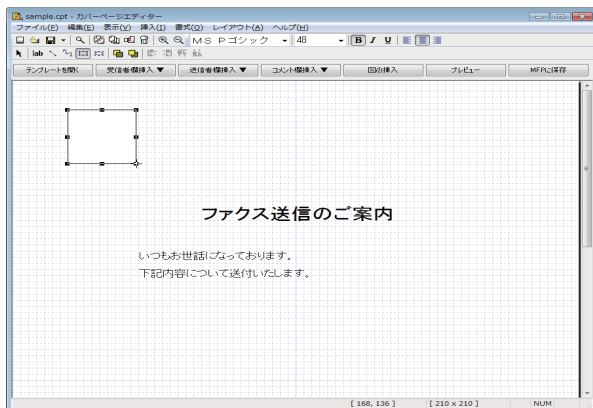 sample.cpt - カバーページエディター
ファイル(F) 編集(E) 表示(V) 挿入(I) 書式(O) レイアウト(A) ヘルプ(H)
MS Pゴシック 48 B I U
lab
テンプレートを開く 受信者欄挿入 ▼ 送信者欄挿入 ▼ コメント欄挿入 ▼ 図の挿入 プレビュー MFPに保存
ファクス送信のご案内
いつもお世話になっております。
下記内容について送付いたします。
[ 168, 136 ] [ 210 x 210 ] NUM